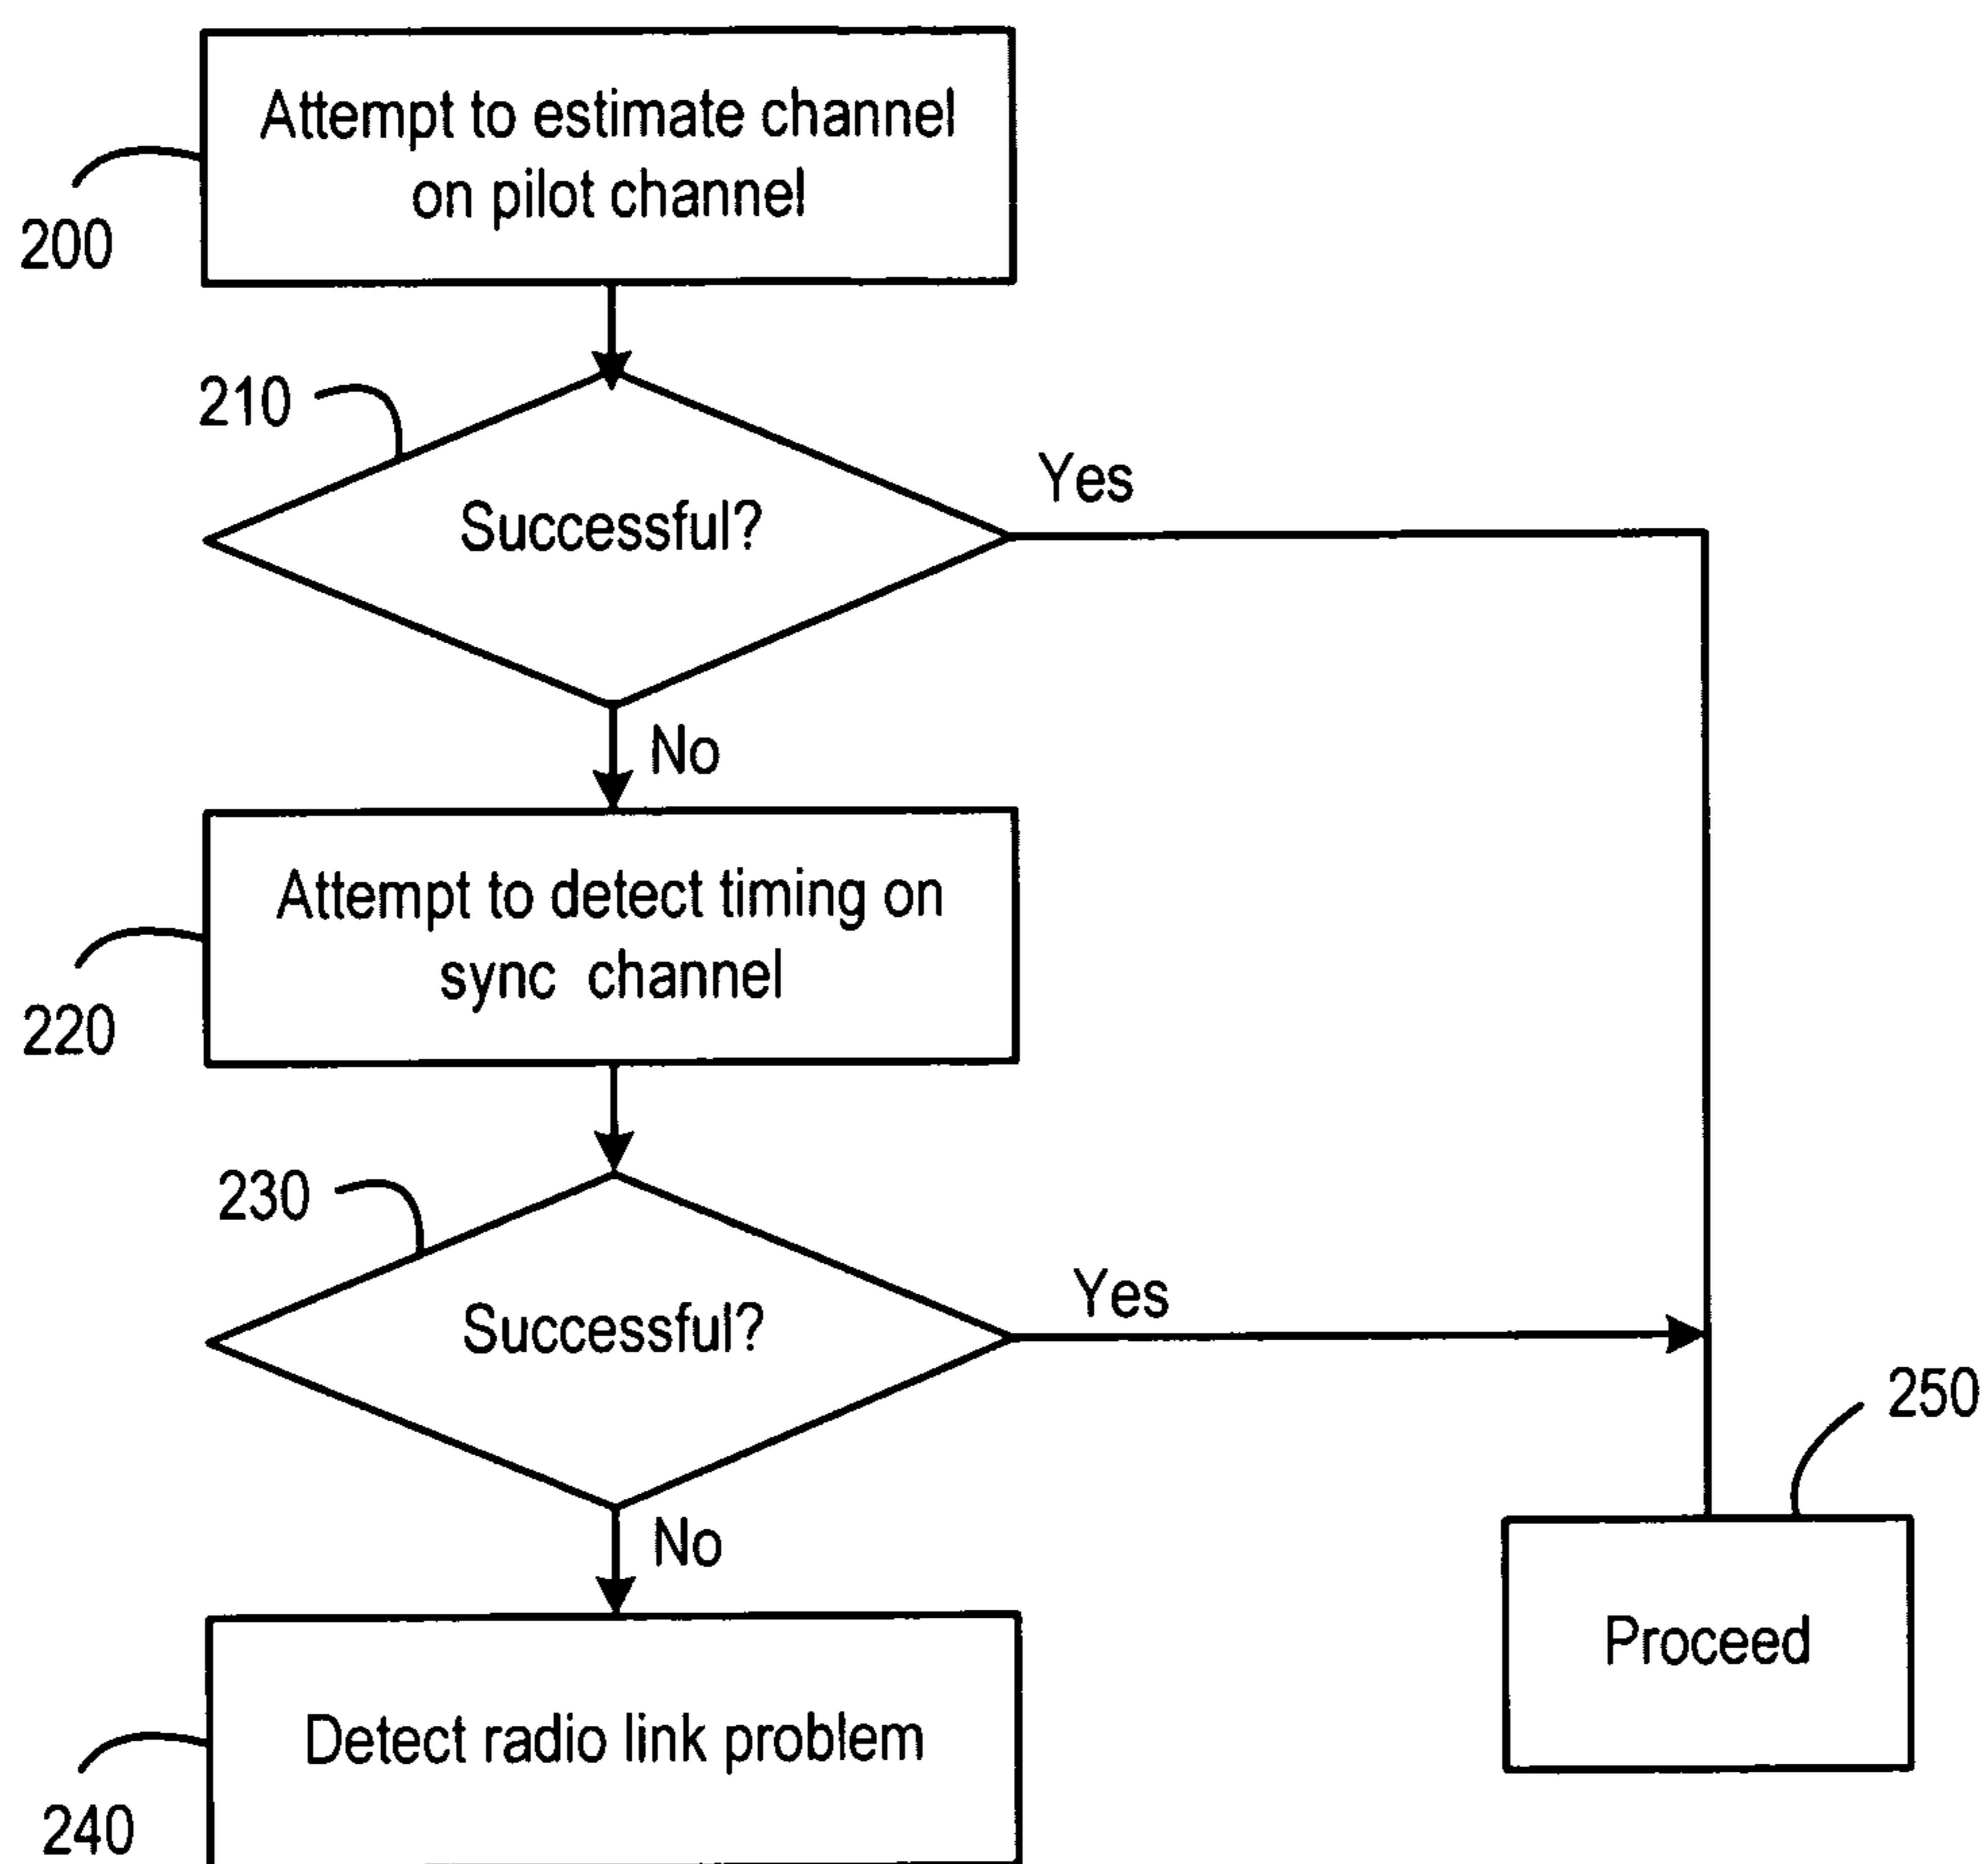 Attempt to estimate channel
on pilot channel
200
210
Successful?
Yes
No
Attempt to detect timing on
sync channel
220
230
Successful?
Yes
250
No
Proceed
Detect radio link problem
240